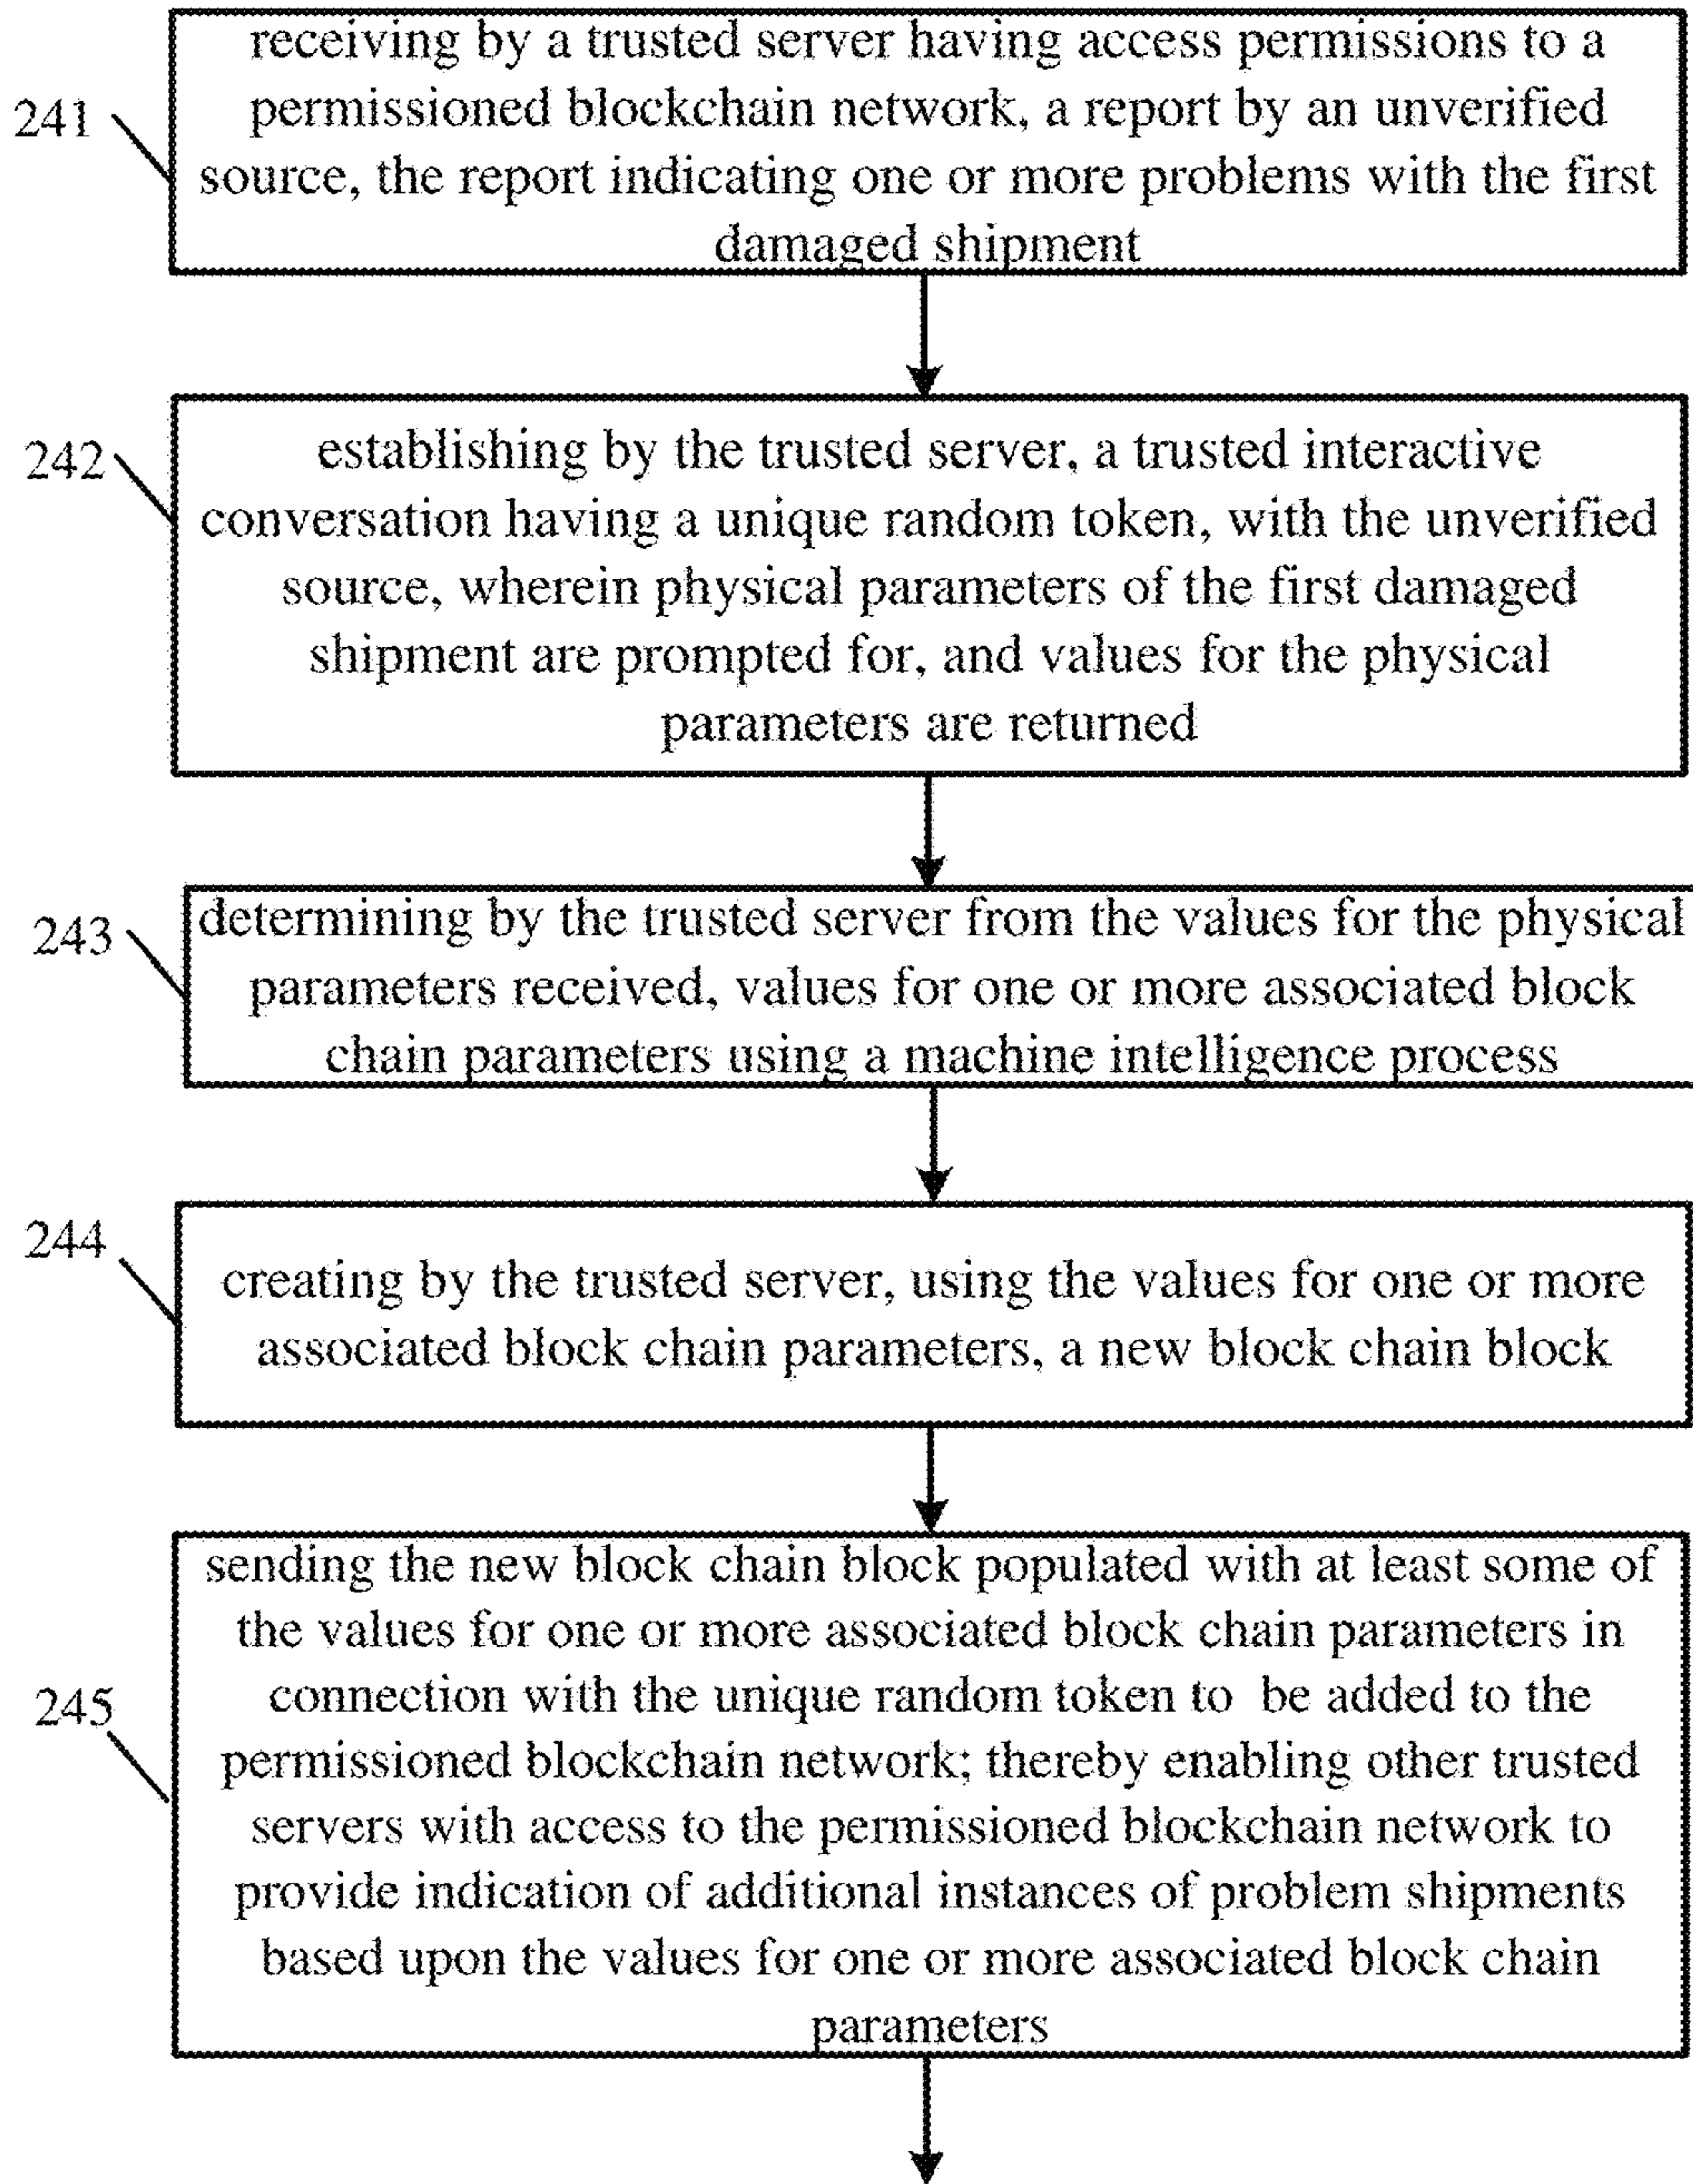 receiving by a trusted server having access permissions to a
241
permissioned blockchain network, a report by an unverified
source, the report indicating one or more problems with the first
damaged shipment
242
establishing by the trusted server, a trusted interactive
conversation having a unique random token, with the unverified
source, wherein physical parameters of the first damaged
shipment are prompted for, and values for the physical
parameters are returned
243
determining by the trusted server from the values for the physical
parameters received, values for one or more associated block
chain parameters using a machine intelligence process
244
creating by the trusted server, using the values for one or more
associated block chain parameters, a new block chain block
sending the new block chain block populated with at least some of
the values for one or more associated block chain parameters in
245
connection with the unique random token to be added to the
permissioned blockchain network; thereby enabling other trusted
servers with access to the permissioned blockchain network to
provide indication of additional instances of problem shipments
based upon the values for one or more associated block chain
parameters